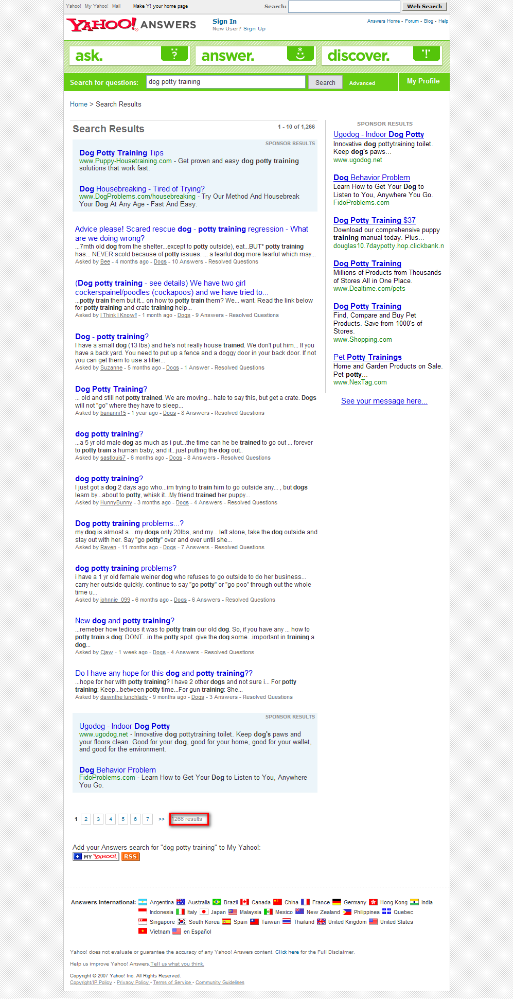 Yahoo! My Yahoo! Mail Make Y! your home page Search: Web Search
YAHOO! ANSWERS
Sign In
New User? Sign Up
Answers Home - Forum - Blog - Help
ask. ? answer. discover. "!"
Search for questions: dog potty training Search Advanced My Profile
Home > Search Results
Search Results 1 - 10 of 1,266
SPONSOR RESULTS
Dog Potty Training Tips
www.Puppy-Housetraining.com - Get proven and easy dog potty training
solutions that work fast.
Dog Housebreaking - Tired of Trying?
www.DogProblems.com/housebreaking - Try Our Method And Housebreak
Your Dog At Any Age - Fast And Easy.
Advice please! Scared rescue dog - potty training regression - What
are we doing wrong?
...7mth old dog from the shelter...except to potty outside), eat...BUT* potty training
has... NEVER scold because of potty issues. ... a fearful dog more fearful which may...
Asked by Bee - 4 months ago - Dogs - 10 Answers - Resolved Questions
(Dog potty training - see details) We have two girl
cockerspainel/poodles (cockapoos) and we have tried to...
...potty train them but it... on how to potty train them? We... want. Read the link below
for potty training and crate training help...
Asked by I Think I Know!! - 1 month ago - Dogs - 9 Answers - Resolved Questions
Dog - potty training?
I have a small dog (13 lbs) and he's not really house trained. We don't put him... If you
have a back yard. You need to put up a fence and a doggy door in your back door. If not
you can get them to use a litter...
Asked by Suzanne - 5 months ago - Dogs - 1 Answer - Resolved Questions
Dog Potty Training?
... old and still not potty trained. We are moving... hate to say this, but get a crate. Dogs
will not "go" where they have to sleep...
Asked by bananni15 - 1 year ago - Dogs - 8 Answers - Resolved Questions
dog potty training?
...a 5 yr old male dog as much as i put...the time can he be trained to go out ... forever
to potty train a human baby, and it...just putting the dog out..
Asked by sastlouis7 - 6 months ago - Dogs - 8 Answers - Resolved Questions
dog potty training?
I just got a dog 2 days ago who...im trying to train him to go outside any... , but dogs
learn by...about to potty, whisk it...My friend trained her puppy...
Asked by HunnyBunny - 3 months ago - Dogs - 4 Answers - Resolved Questions
Dog potty training problems...?
my dog is almost a... my dogs only 20lbs, and my... left alone, take the dog outside and
stay out with her. Say "go potty" over and over until she...
Asked by Raven - 11 months ago - Dogs - 7 Answers - Resolved Questions
dog potty training problems?
i have a 1 yr old female weiner dog who refuses to go outside to do her business...
carry her outside quickly. continue to say "go potty" or "go poo" through out the whole
time u...
Asked by johnnie_099 - 6 months ago - Dogs - 6 Answers - Resolved Questions
New dog and potty training?
...remeber how tedious it was to potty train our old dog. So, if you have any ... how to
potty train a dog: DONT...in the potty spot. give the dog some...important in training a
dog...
Asked by Cjaw - 1 week ago - Dogs - 4 Answers - Resolved Questions
Do I have any hope for this dog and potty-training??
...hope for her with potty training? I have 2 other dogs and not sure i... For potty
training: Keep...between potty time...For gun training: She...
Asked by dawnthe lunchlady - 9 months ago - Dogs - 3 Answers - Resolved Questions
SPONSOR RESULTS
Ugodog - Indoor Dog Potty
www.ugodog.net - Innovative dog pottytraining toilet. Keep dog's paws and
your floors clean. Good for your dog, good for your home, good for your wallet,
and good for the environment.
Dog Behavior Problem
FidoProblems.com - Learn How to Get Your Dog to Listen to You, Anywhere
You Go.
1 2 3 4 5 6 7 >> 1266 results
Add your Answers search for "dog potty training" to My Yahoo!:
+ MY YAHOO! RSS
SPONSOR RESULTS
Ugodog - Indoor Dog Potty
Innovative dog pottytraining toilet.
Keep dog's paws...
www.ugodog.net
Dog Behavior Problem
Learn How to Get Your Dog to
Listen to You, Anywhere You Go.
FidoProblems.com
Dog Potty Training $37
Download our comprehensive puppy
training manual today. Plus...
douglas10.7daypotty.hop.clickbank.n
Dog Potty Training
Millions of Products from Thousands
of Stores All in One Place.
www.Dealtime.com/pets
Dog Potty Training
Find, Compare and Buy Pet
Products. Save from 1000's of
Stores.
www.Shopping.com
Pet Potty Trainings
Home and Garden Products on Sale.
Pet potty...
www.NexTag.com
See your message here...
Answers International: Argentina Australia Brazil Canada China France Germany Hong Kong India
Indonesia Italy Japan Malaysia Mexico New Zealand Philippines Quebec
Singapore South Korea Spain Taiwan Thailand United Kingdom United States
Vietnam en Español
Yahoo! does not evaluate or guarantee the accuracy of any Yahoo! Answers content. Click here for the Full Disclaimer.
Help us improve Yahoo! Answers.Tell us what you think.
Copyright © 2007 Yahoo! Inc. All Rights Reserved.
Copyright/IP Policy - Privacy Policy - Terms of Service - Community Guidelines